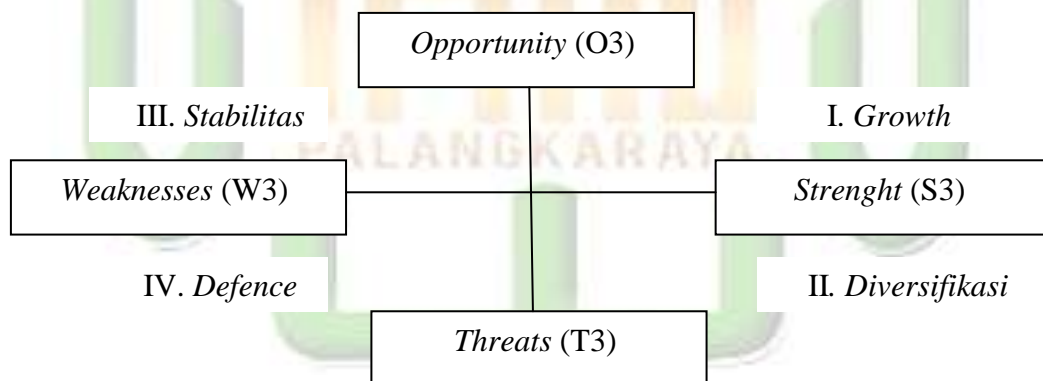 Opportunity (O3)
III. Stabilitas
I. Growth
PALANGKARAYA
Weaknesses (W3)
Strenght (S3)
IV. Defence
II. Diversifikasi
Threats (T3)